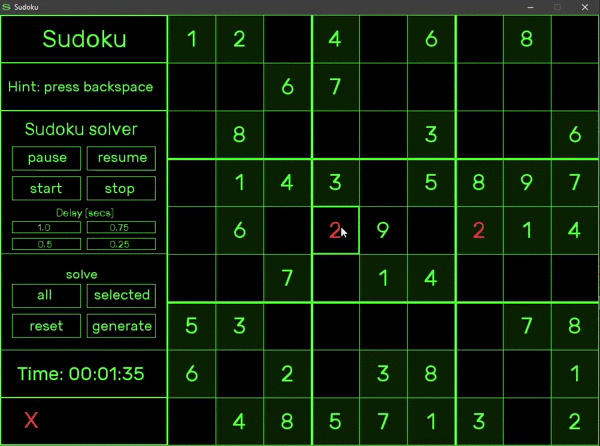 S Sudoku
Sudoku
Hint: press backspace
Sudoku solver
pause resume
start stop
Delay [secs]
1.0 0.75
0.5 0.25
solve
all selected
reset generate
Time: 00:01:35
X
1 2 4 6 8
6 7
8 3 6
1 4 3 5 8 9 7
6 2 9 2 1 4
7 1 4
5 3 7 8
6 2 3 8 1
4 8 5 7 1 3 2